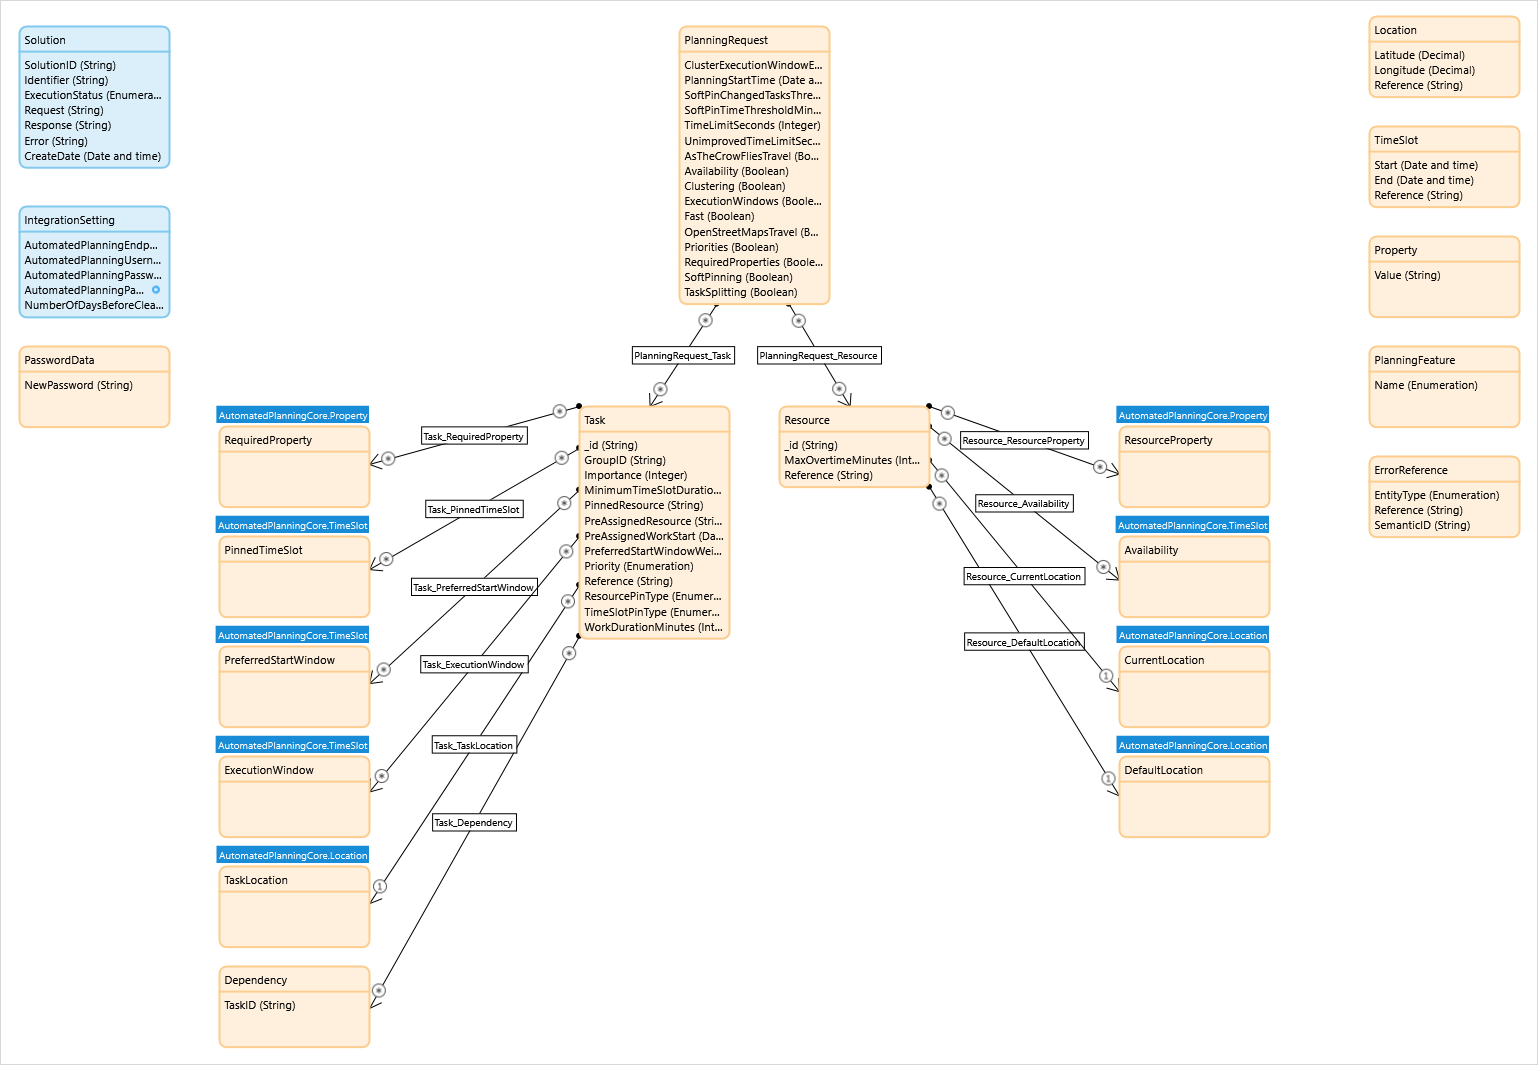 Solution
SolutionID (String)
Identifier (String)
ExecutionStatus (Enumera...
Request (String)
Response (String)
Error (String)
CreateDate (Date and time)
IntegrationSetting
AutomatedPlanningEndp...
AutomatedPlanningUsern...
AutomatedPlanningPassw...
AutomatedPlanningPa...
NumberOfDaysBeforeClea...
PasswordData
NewPassword (String)
PlanningRequest
ClusterExecutionWindowE...
PlanningStartTime (Date a...
SoftPinChangedTasksThre...
SoftPinTimeThresholdMin...
TimeLimitSeconds (Integer)
UnimprovedTimeLimitSec...
AsTheCrowFliesTravel (Bo...
Availability (Boolean)
Clustering (Boolean)
ExecutionWindows (Boole...
Fast (Boolean)
OpenStreetMapsTravel (B...
Priorities (Boolean)
RequiredProperties (Boole...
SoftPinning (Boolean)
TaskSplitting (Boolean)
Location
Latitude (Decimal)
Longitude (Decimal)
Reference (String)
TimeSlot
Start (Date and time)
End (Date and time)
Reference (String)
Property
Value (String)
PlanningFeature
Name (Enumeration)
ErrorReference
EntityType (Enumeration)
Reference (String)
SemanticID (String)
PlanningRequest_Task
PlanningRequest_Resource
AutomatedPlanningCore.Property
RequiredProperty
AutomatedPlanningCore.TimeSlot
PinnedTimeSlot
AutomatedPlanningCore.TimeSlot
PreferredStartWindow
AutomatedPlanningCore.TimeSlot
ExecutionWindow
AutomatedPlanningCore.Location
TaskLocation
1
Dependency
TaskID (String)
Task_RequiredProperty
Task_PinnedTimeSlot
Task_PreferredStartWindow
Task_ExecutionWindow
Task_TaskLocation
Task_Dependency
Task
_id (String)
GroupID (String)
Importance (Integer)
MinimumTimeSlotDuratio...
PinnedResource (String)
PreAssignedResource (Stri...
PreAssignedWorkStart (Da...
PreferredStartWindowWei...
Priority (Enumeration)
Reference (String)
ResourcePinType (Enumer...
TimeSlotPinType (Enumer...
WorkDurationMinutes (Int...
Resource
_id (String)
MaxOvertimeMinutes (Int...
Reference (String)
Resource_ResourceProperty
Resource_Availability
Resource_CurrentLocation
Resource_DefaultLocation
AutomatedPlanningCore.Property
ResourceProperty
AutomatedPlanningCore.TimeSlot
Availability
AutomatedPlanningCore.Location
CurrentLocation
1
AutomatedPlanningCore.Location
DefaultLocation
1